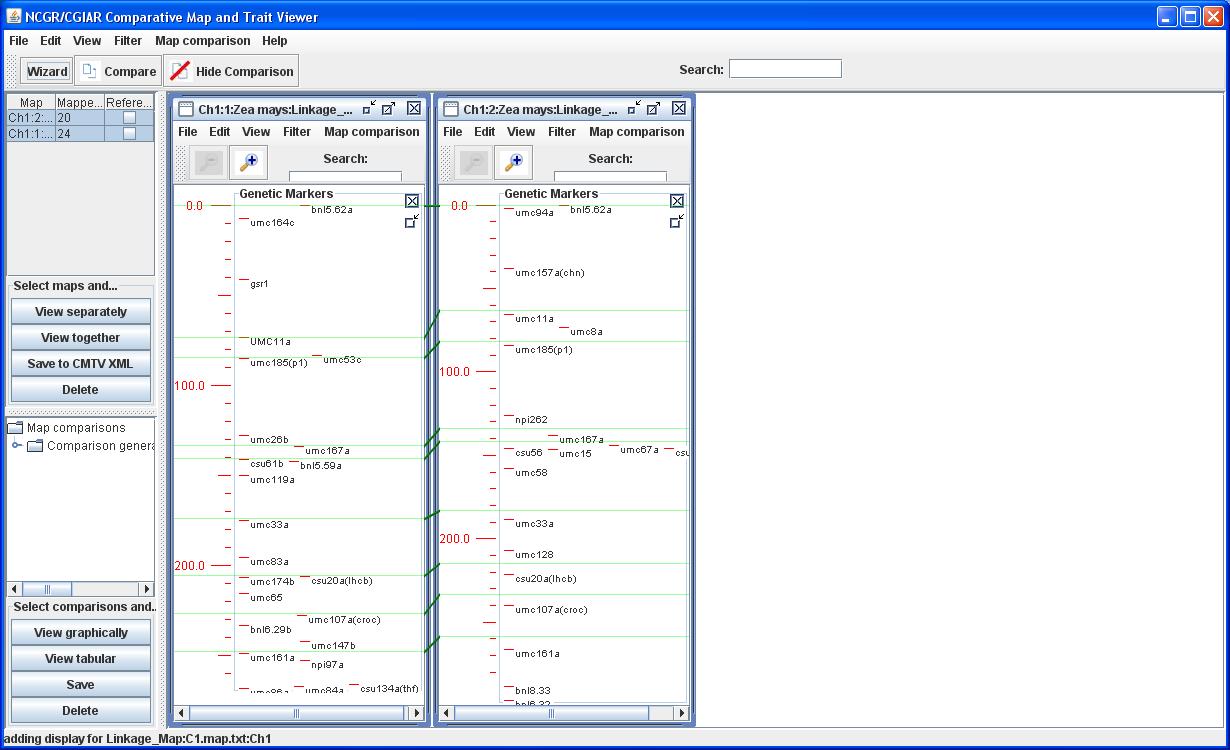 NCGR/CGIAR Comparative Map and Trait Viewer
File Edit View Filter Map comparison Help
Wizard Compare Hide Comparison Search:
Map Mappe... Refere...
Ch1:2:... 20
Ch1:1:... 24
Select maps and...
View separately
View together
Save to CMTV XML
Delete
Map comparisons
Comparison genera
Select comparisons and..
View graphically
View tabular
Save
Delete
Ch1:1:Zea mays:Linkage_...
File Edit View Filter Map comparison
Search:
Genetic Markers
0.0 bnl5.62a
umc164c
gsr1
UMC11a
umc185(p1) umc53c
100.0
umc26b
umc167a
csu61b bnl5.59a
umc119a
umc33a
umc83a
200.0
umc174b csu20a(lhcb)
umc65
umc107a(croc)
bnl6.29b
umc147b
umc161a
npi97a
umc84a csu134a(thf)
Ch1:2:Zea mays:Linkage_...
File Edit View Filter Map comparison
Search:
Genetic Markers
0.0 umc94a bnl5.62a
umc157a(chn)
umc11a
umc8a
umc185(p1)
100.0
npi262
umc167a
csu56 umc15 umc67a csu
umc58
umc33a
200.0
umc128
csu20a(lhcb)
umc107a(croc)
umc161a
bnl8.33
adding display for Linkage_Map:C1.map.txt:Ch1